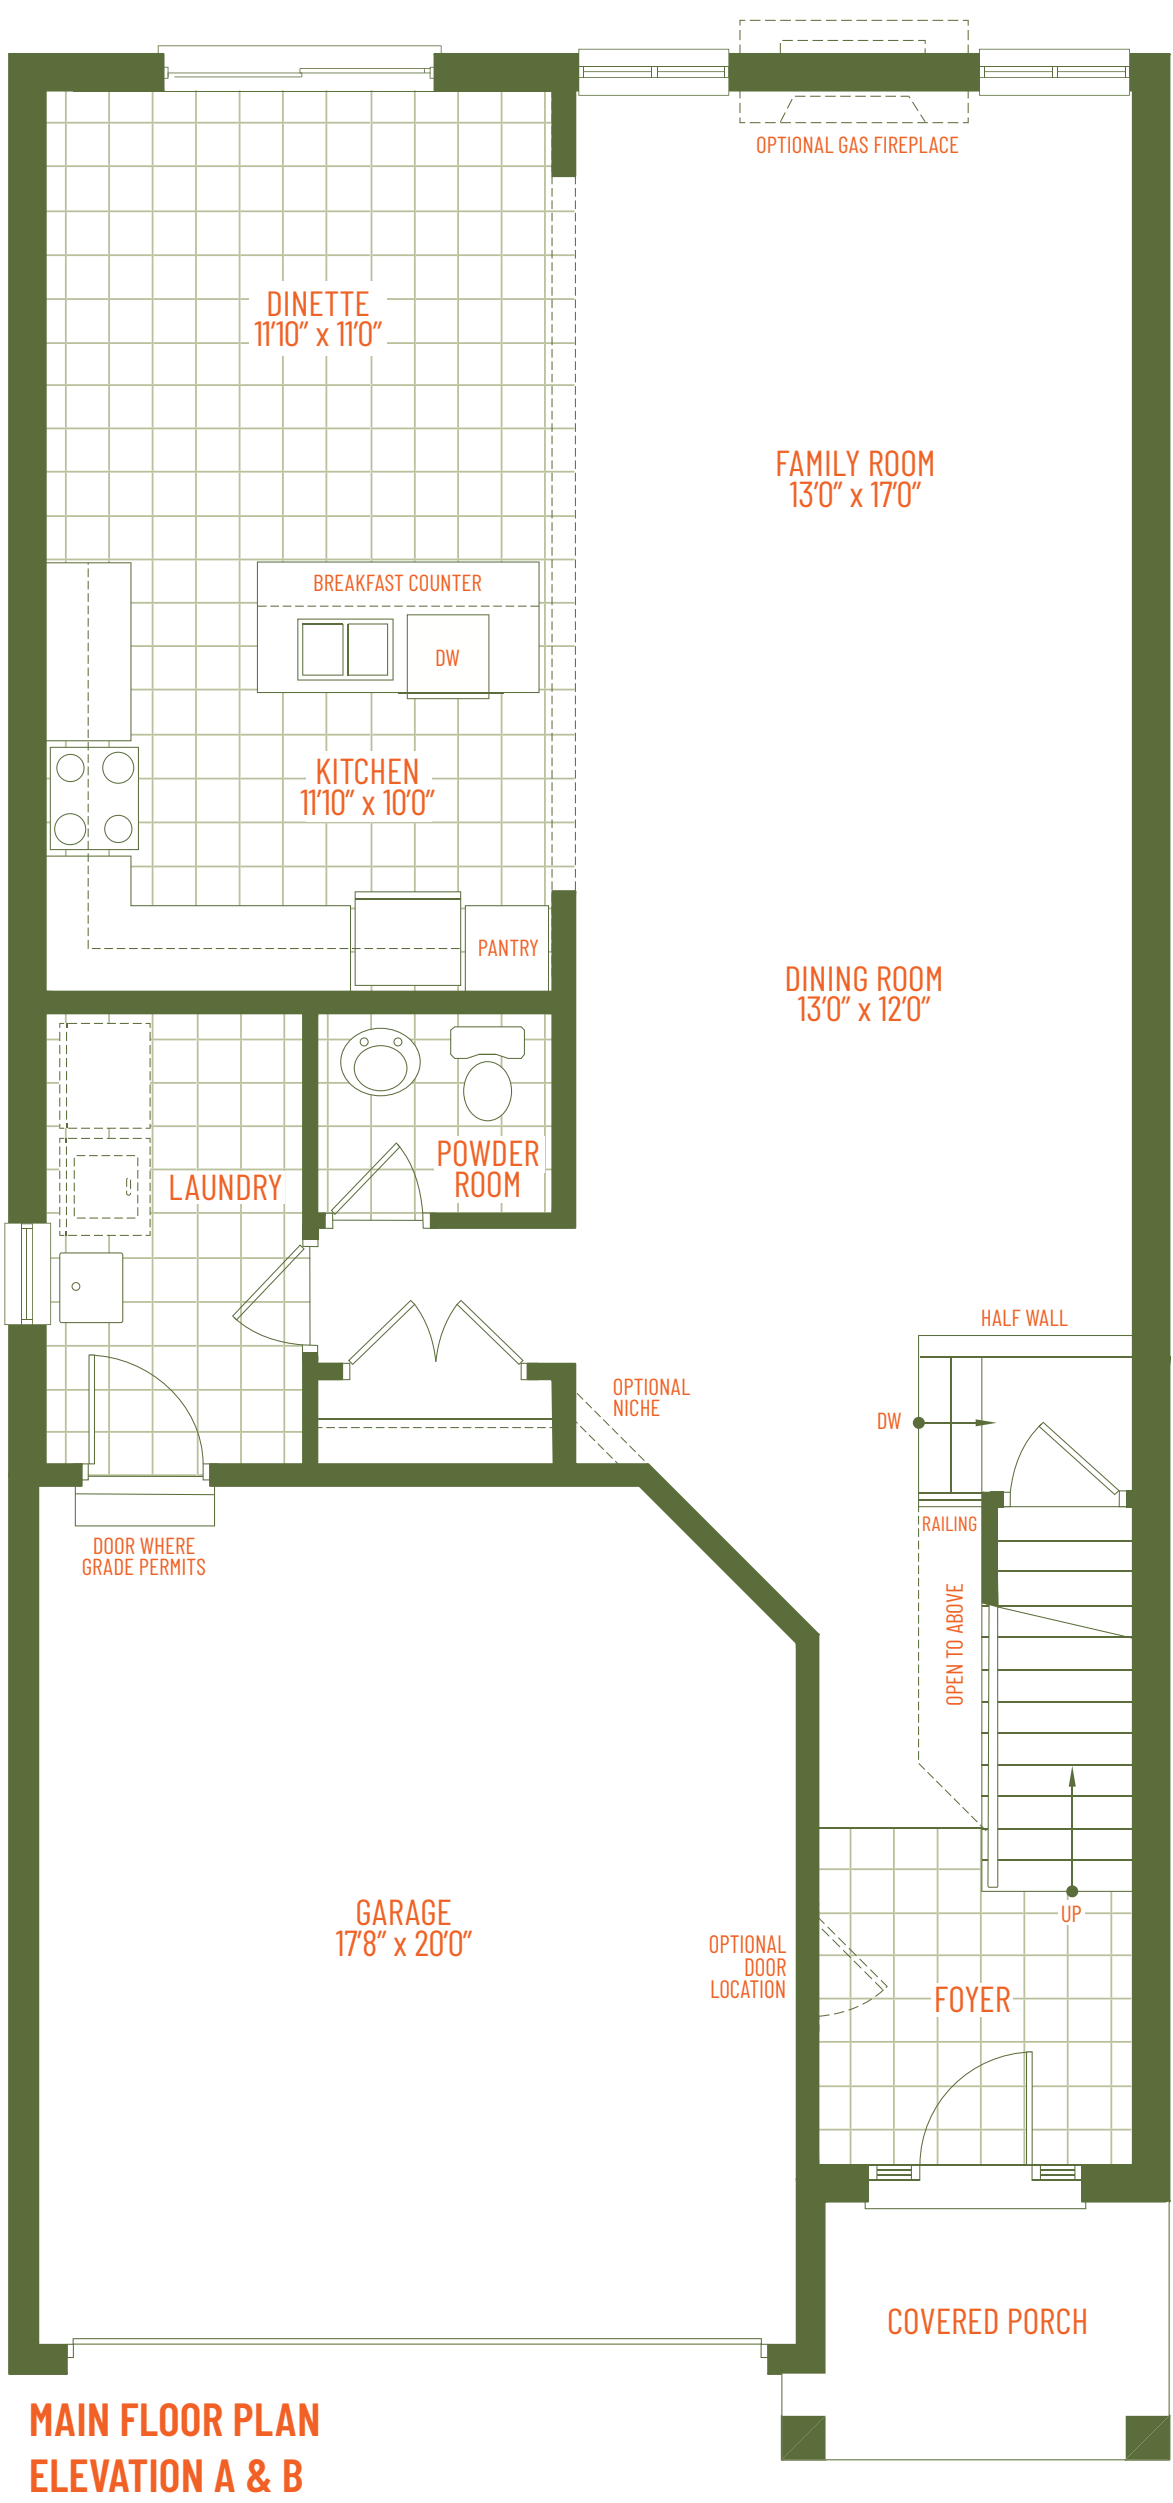 OPTIONAL GAS FIREPLACE
DINETTE
11'10" x 11'0"
FAMILY ROOM
13'0" x 17'0"
BREAKFAST COUNTER
DW
KITCHEN
11'10" x 10'0"
PANTRY
DINING ROOM
13'0" x 12'0"
POWDER
ROOM
LAUNDRY
HALF WALL
OPTIONAL
NICHE
DW
RAILING
DOOR WHERE
GRADE PERMITS
OPEN TO ABOVE
GARAGE
17'8" x 20'0"
UP
OPTIONAL
DOOR
LOCATION
FOYER
COVERED PORCH
MAIN FLOOR PLAN
ELEVATION A & B